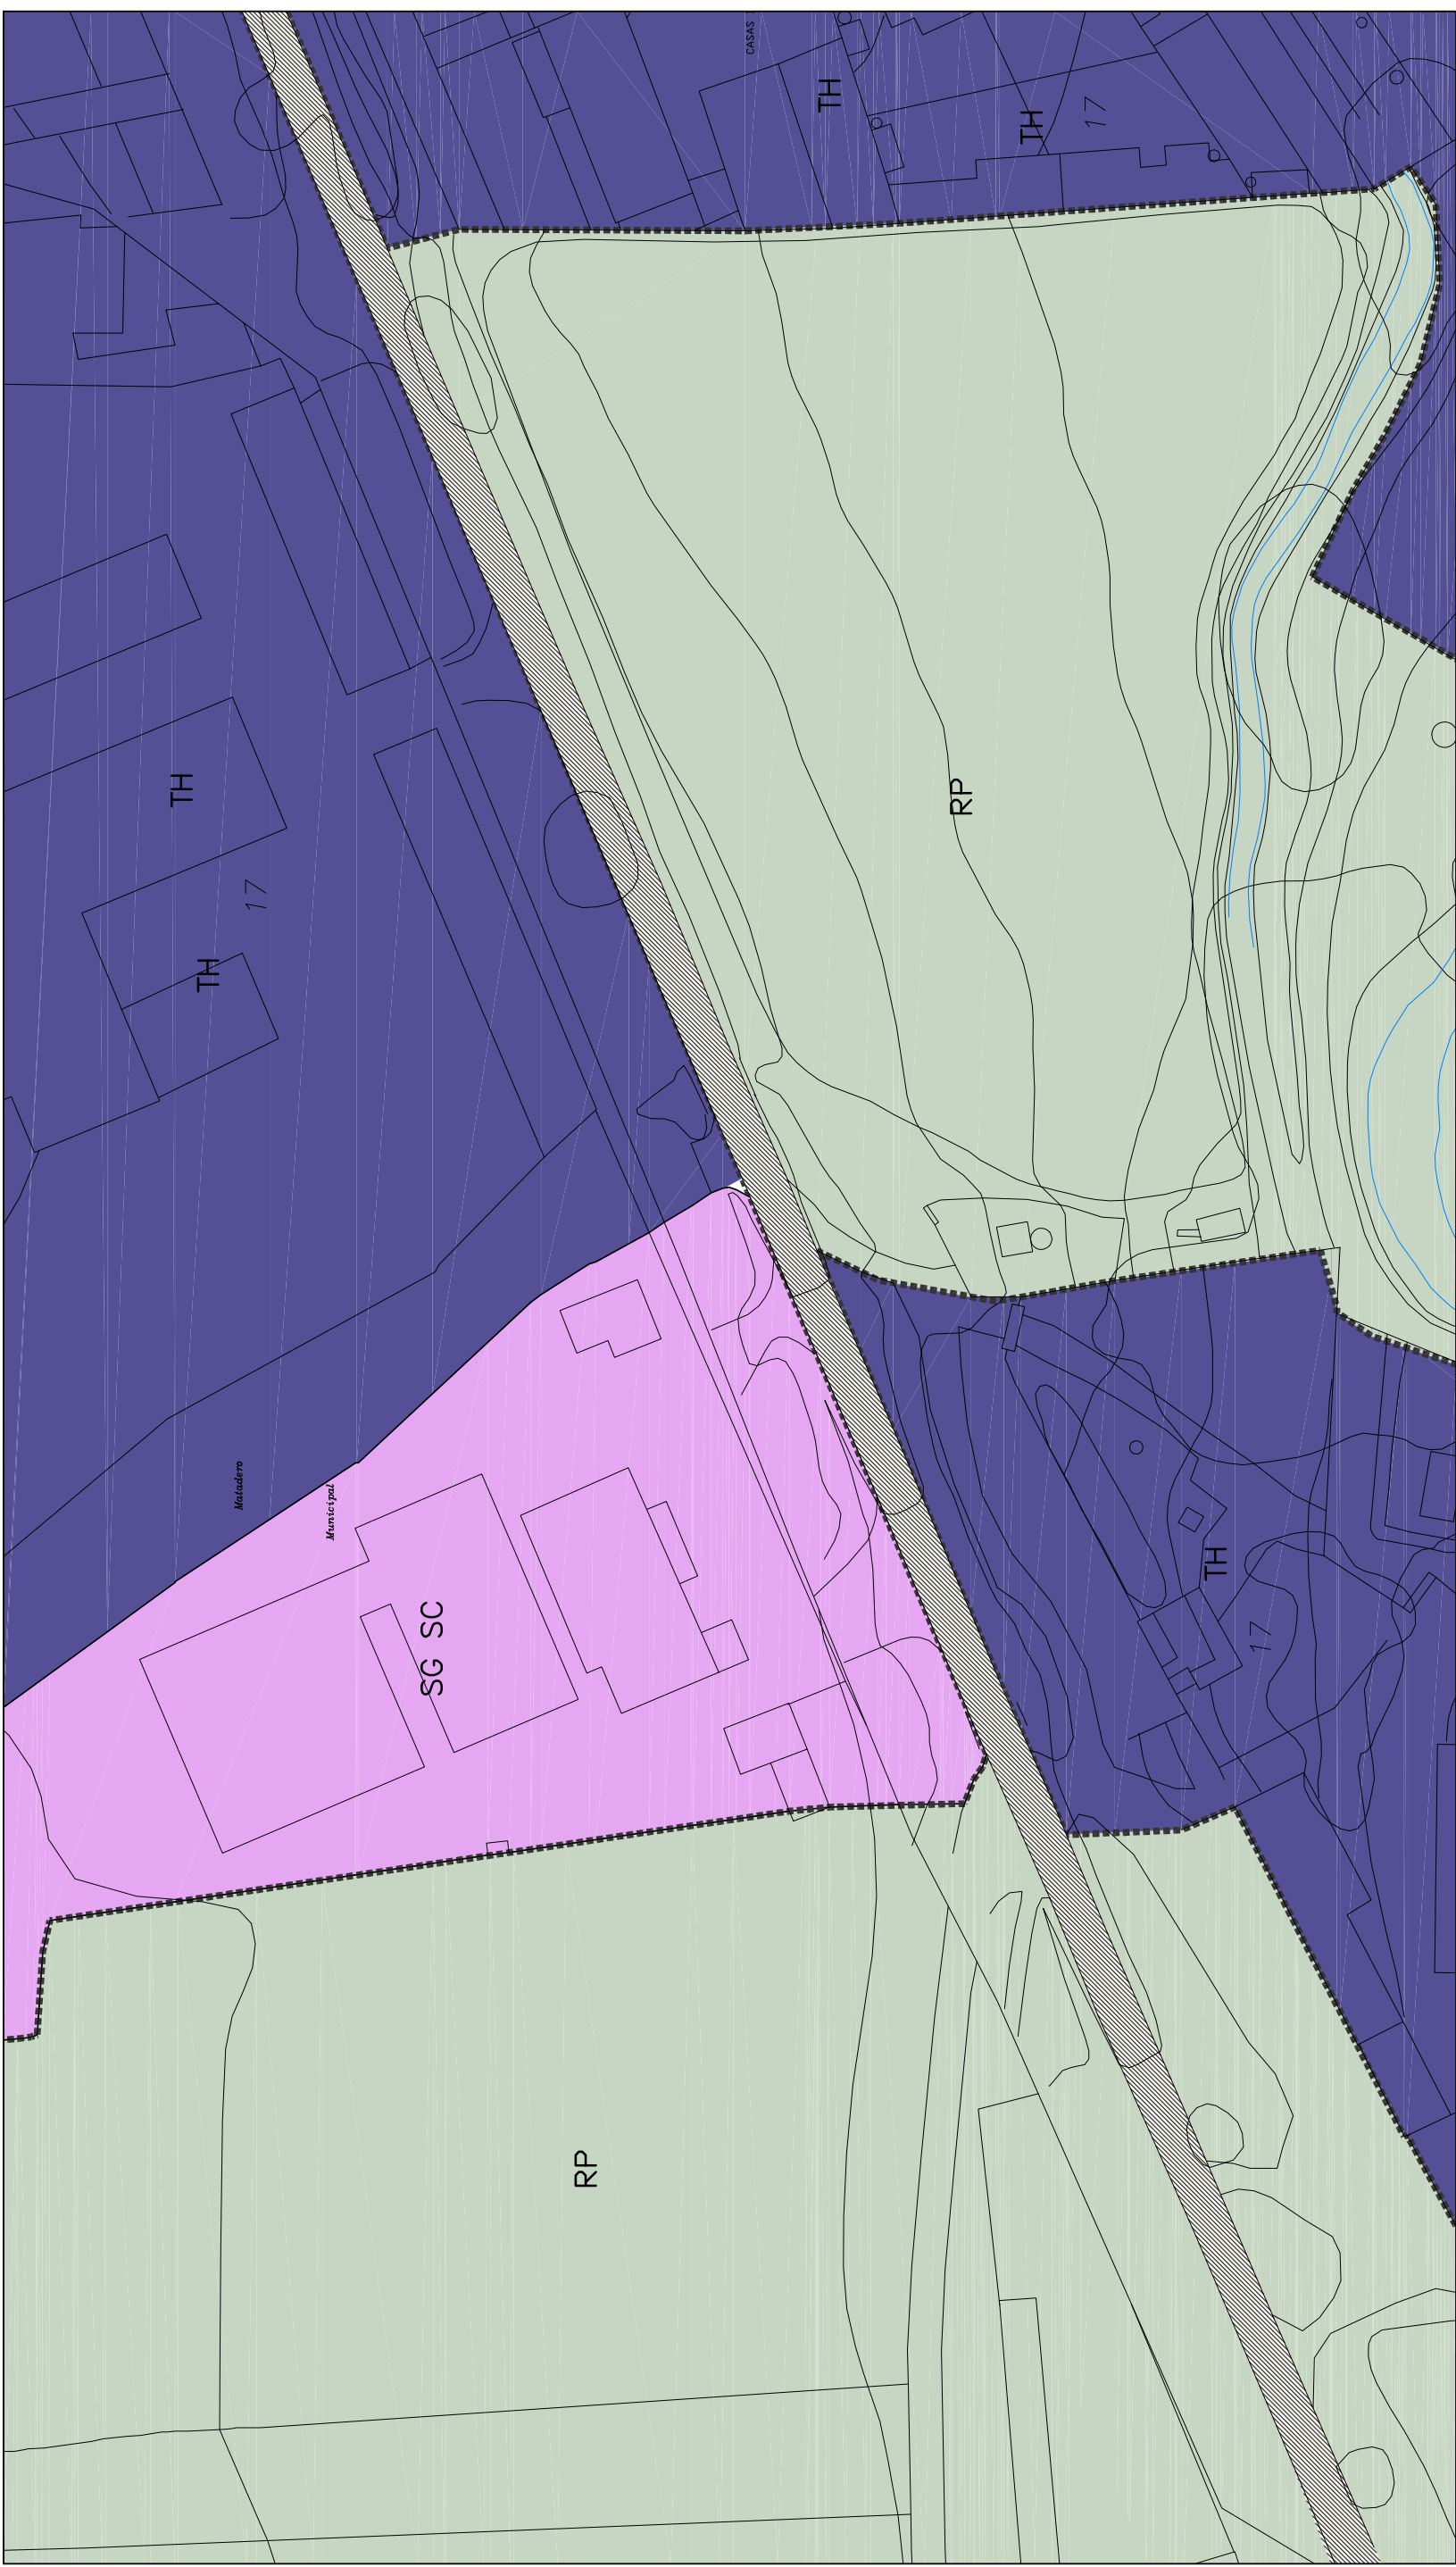 CASAS
TH
TH
17
TH
RP
17
TH
Matadero
Municipal
TH
SG SC
17
RP